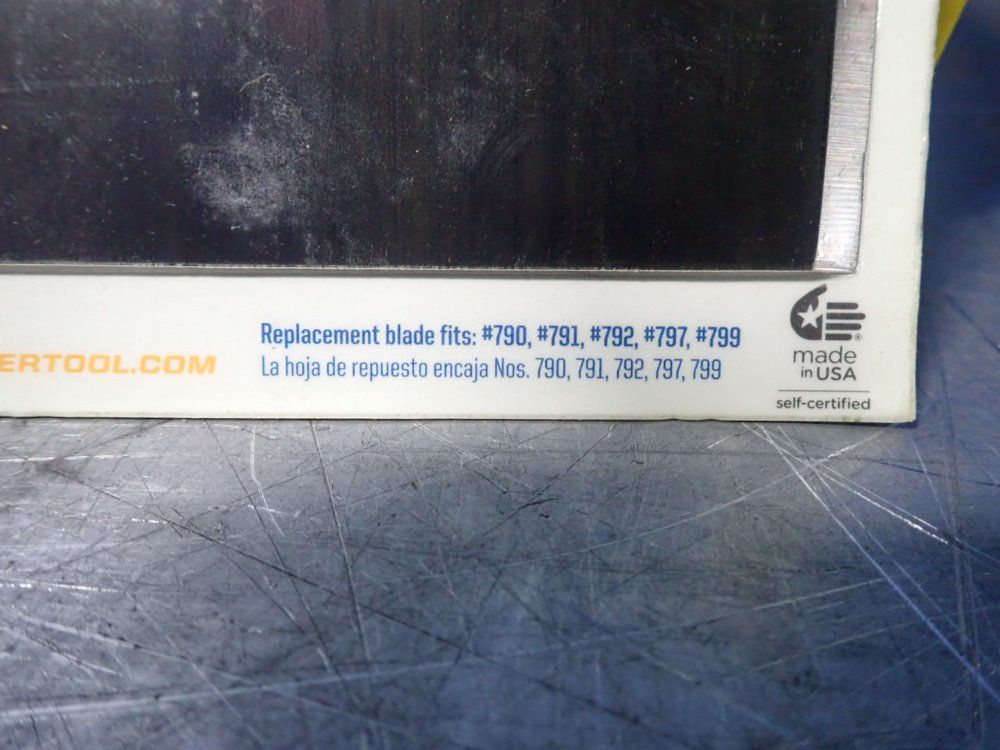 ERTOOL.COM
Replacement blade fits: #790, #791, #792, #797, #799
La hoja de repuesto encaja Nos. 790, 791, 792, 797, 799
®
made
in USA
self-certified